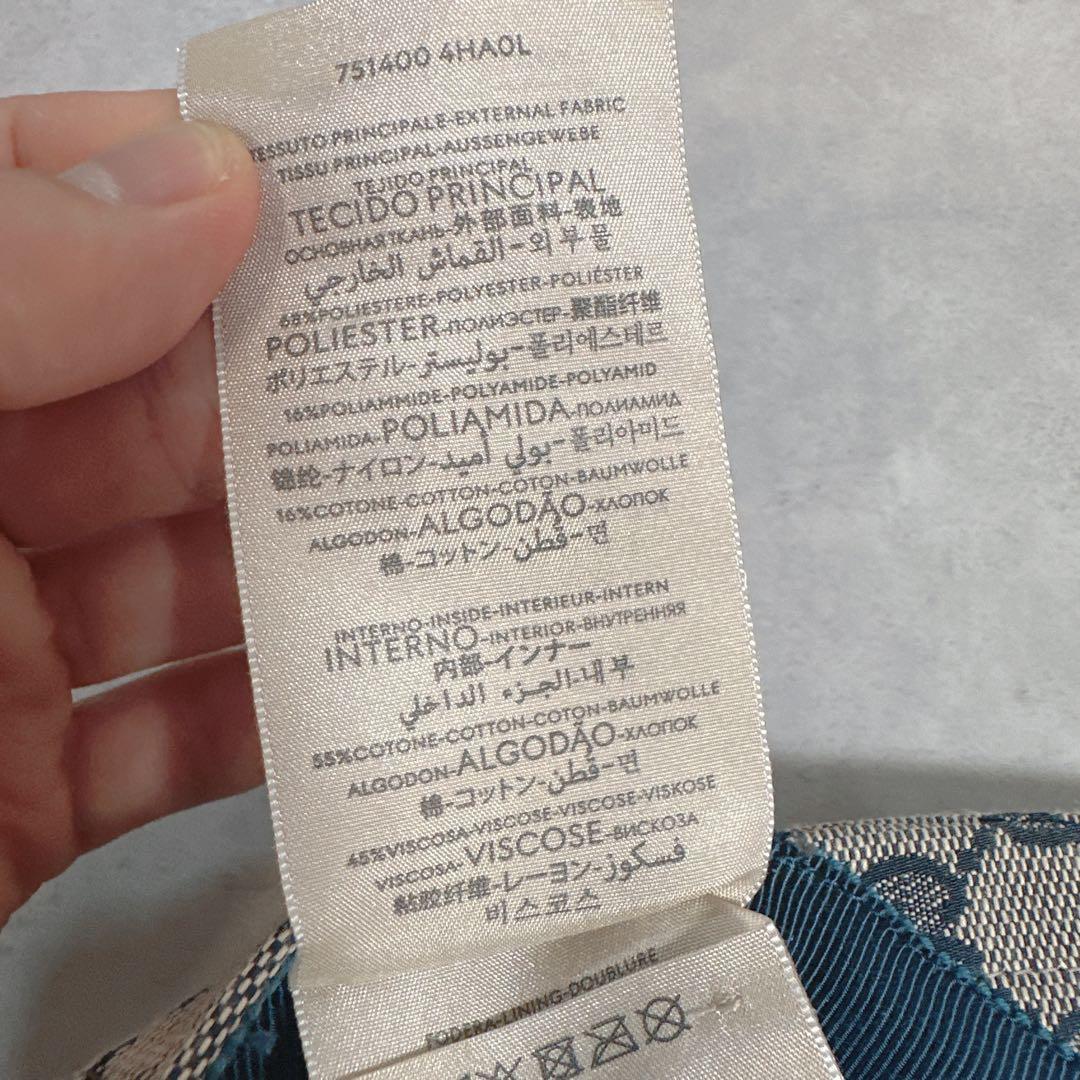 751400 4HA0L
TESSUTO PRINCIPALE-EXTERNAL FABRIC
TISSU PRINCIPAL-AUSSENGEWEBE
TEJIDO PRINCIPAL
TECIDO PRINCIPAL
ОСНОВНАЯ ТКАНЬ-外部面料-表地
القماش الخارجي-외부물
68%POLIESTERE-POLYESTER-POLIÉSTER
POLIESTER-ПОЛИЭСТЕР-聚酯纤维
ポリエステル-بوليستر-폴리에스테르
16%POLIAMMIDE-POLYAMIDE-POLYAMID
POLIAMIDA-POLIAMIDA-ПОЛИАМИД
锦纶-ナイロン-بولي أميد-폴리아미드
16%COTONE-COTTON-COTON-BAUMWOLLE
ALGODON-ALGODÃO-ХЛОПОК
棉-コットン-قطن-면
INTERNO-INSIDE-INTERIEUR-INTERN
INTERNO-INTERIOR-ВНУТРЕННЯЯ
内部-インナー
الجزء الداخلي-내부
55%COTONE-COTTON-COTON-BAUMWOLLE
ALGODON-ALGODÃO-ХЛОПОК
棉-コットン-قطن-면
45%VISCOSA-VISCOSE-VISCOSE-VISKOSE
VISCOSA-VISCOSE-ВИСКОЗА
粘胶纤维-レーヨン-فسكوز
비스코스
FODERA-LINING-DOUBLURE